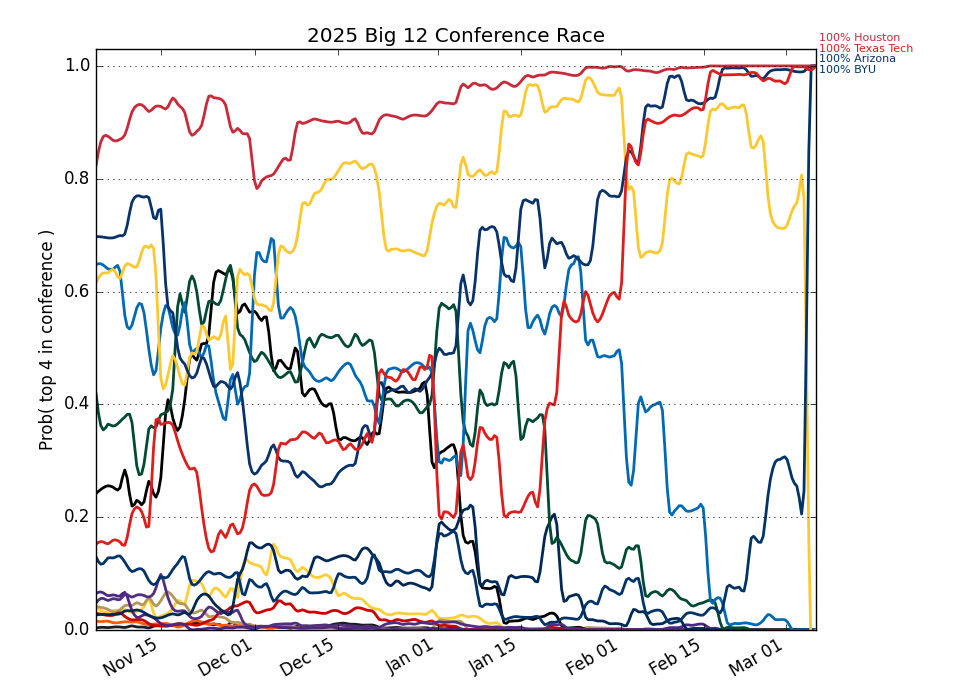 2025 Big 12 Conference Race
100% Houston
100% Texas Tech
100% Arizona
100% BYU
Prob( top 4 in conference )
1.0
0.8
0.6
0.4
0.2
0.0
Nov 15
Dec 01
Dec 15
Jan 01
Jan 15
Feb 01
Feb 15
Mar 01